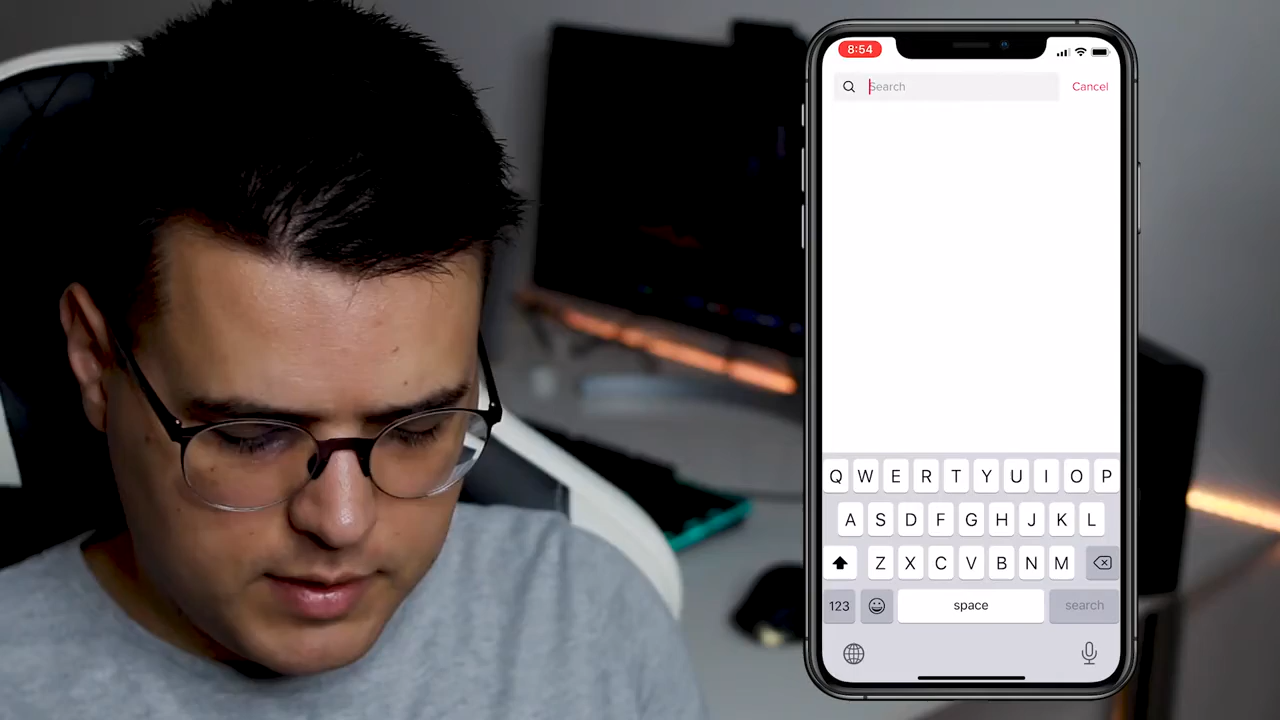 8:54
Search
Cancel
Q W E R T Y U I O P
A S D F G H J K L
Z X C V B N M
123 space search